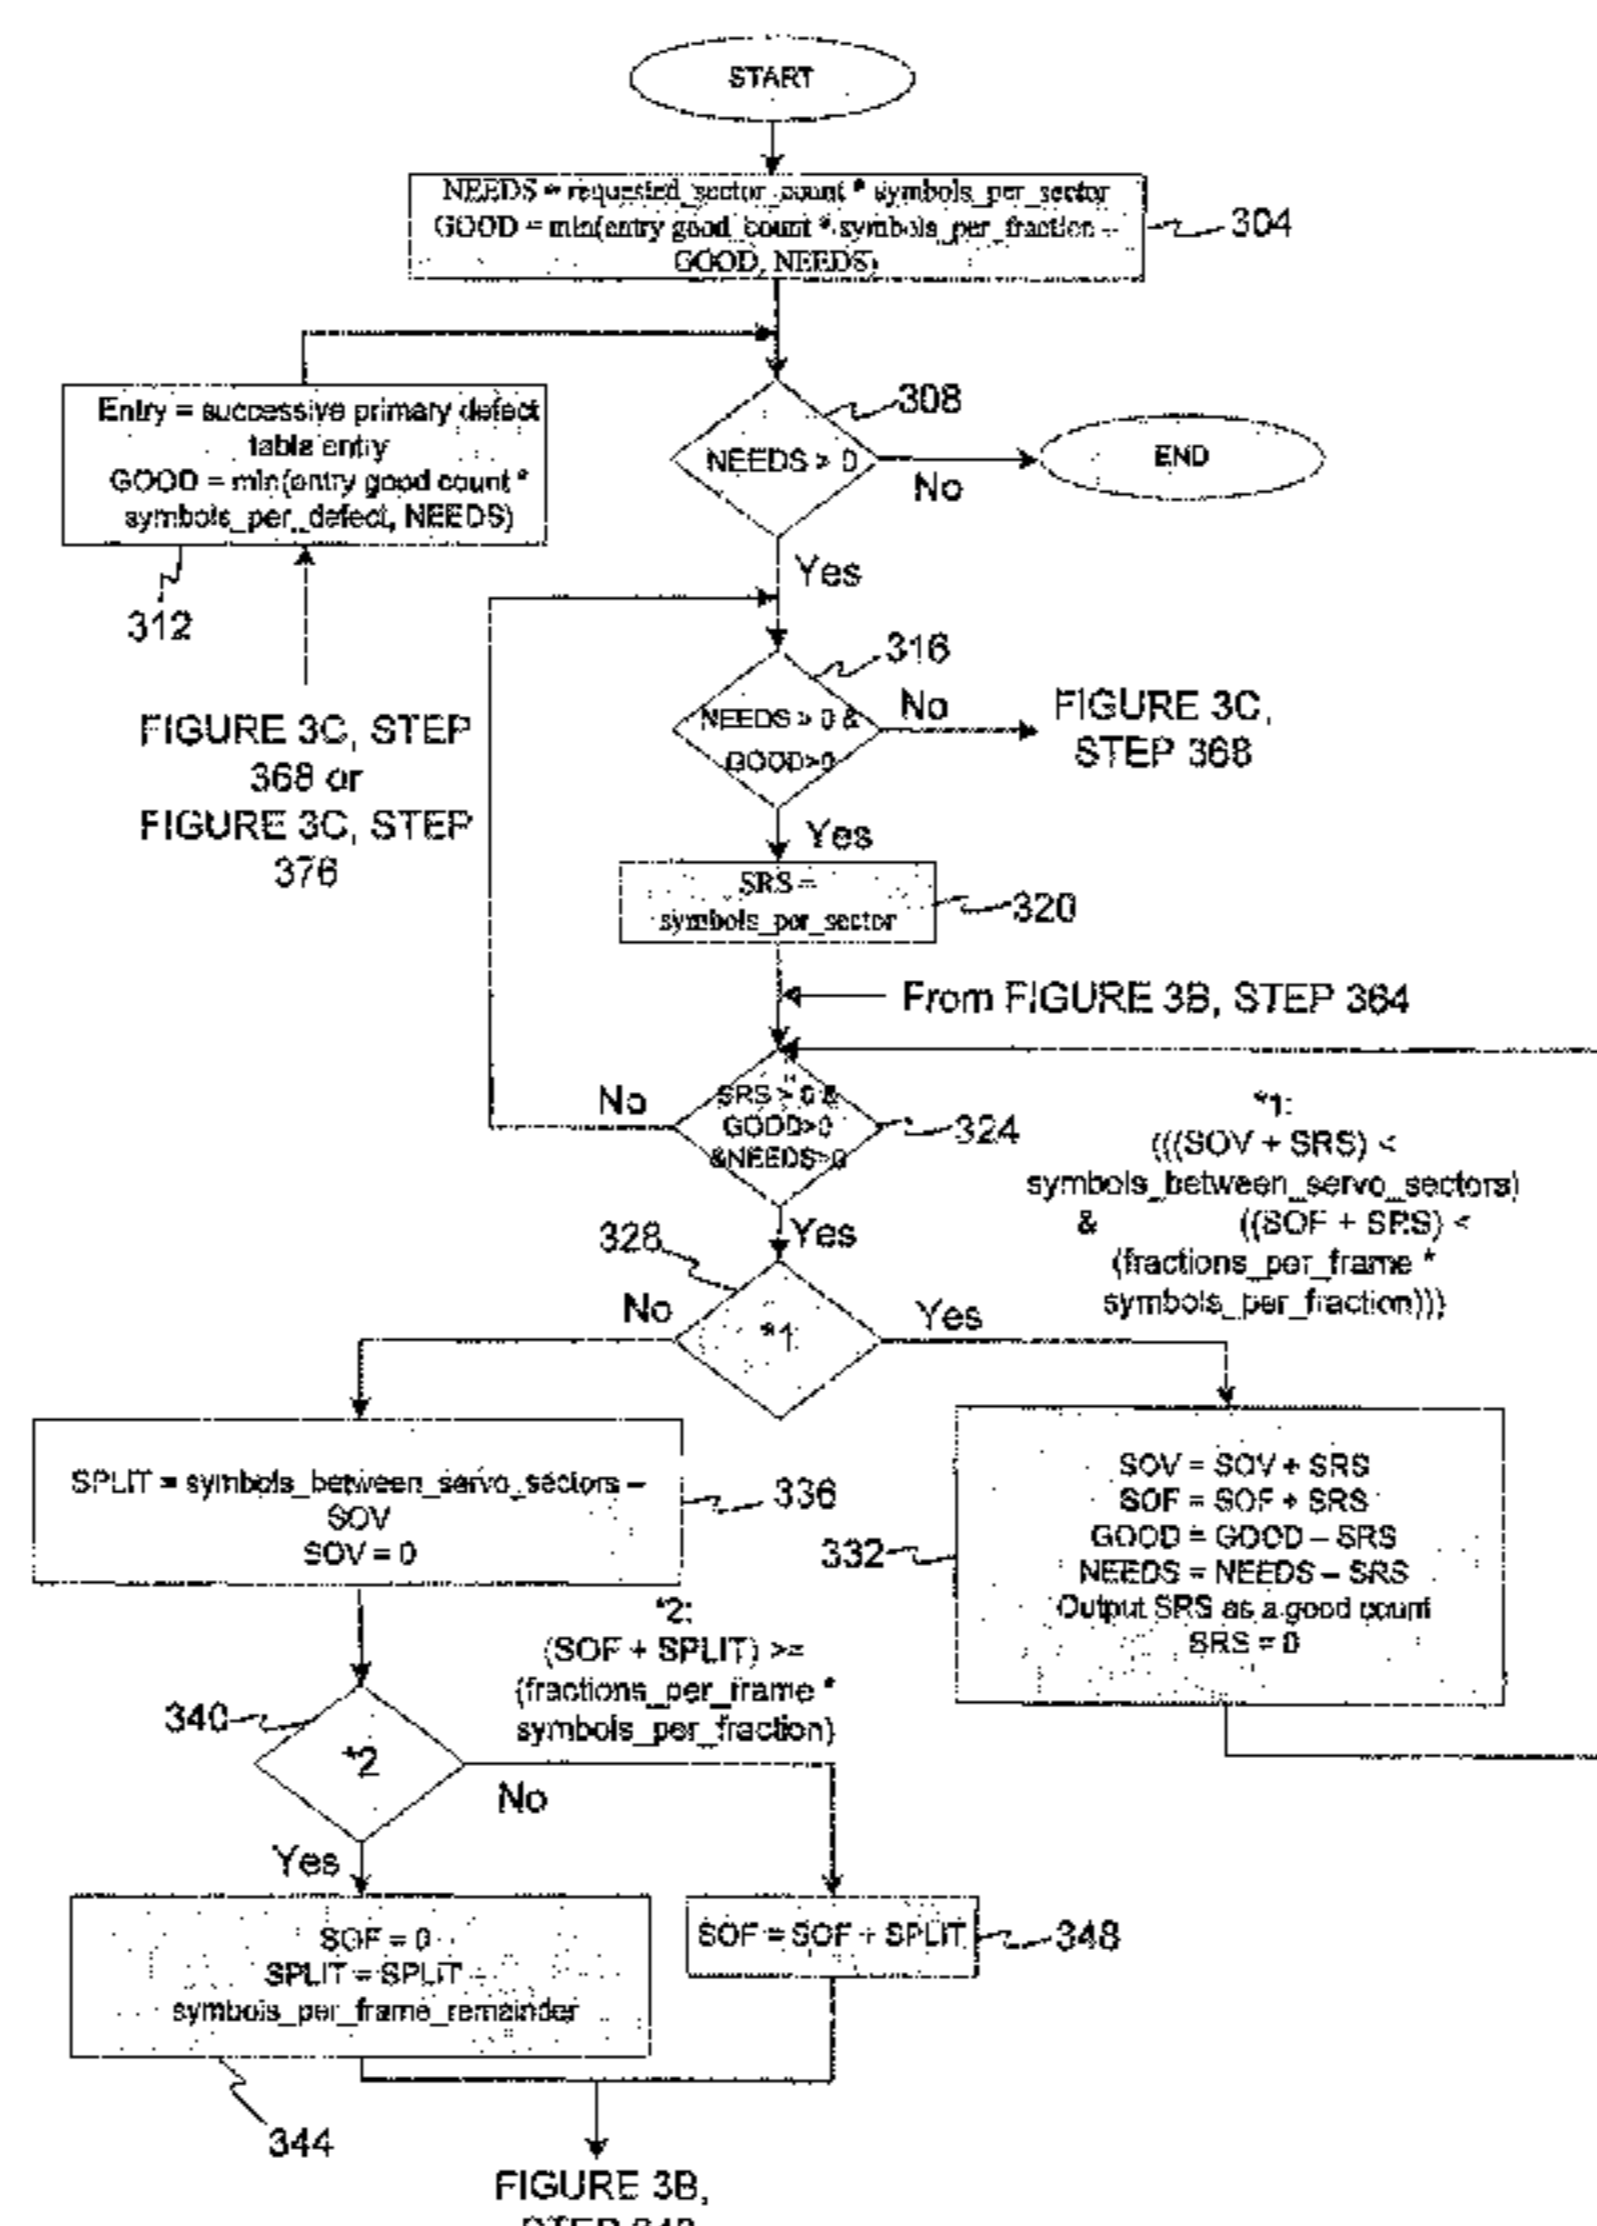 START
NEEDS = requested_sector_count * symbols_per_sector
GOOD = min(entry good_count * symbols_per_fraction –
GOOD, NEEDS)
304
Entry = successive primary defect
table entry
GOOD = min(entry good count *
symbols_per_defect, NEEDS)
312
308
NEEDS > 0
No
END
Yes
316
NEEDS > 0 &
GOOD>0
No
FIGURE 3C,
STEP 368
FIGURE 3C, STEP
368 or
FIGURE 3C, STEP
376
Yes
SRS =
symbols_per_sector
320
From FIGURE 3B, STEP 364
SRS > 0 &
GOOD>0
&NEEDS>0
No
324
*1:
(((SOV + SRS) <
symbols_between_servo_sectors)
& ((SOF + SRS) <
(fractions_per_frame *
symbols_per_fraction)))
328
Yes
No
*1
Yes
SPLIT = symbols_between_servo_sectors –
SOV
SOV = 0
336
SOV = SOV + SRS
SOF = SOF + SRS
GOOD = GOOD – SRS
NEEDS = NEEDS – SRS
Output SRS as a good count
SRS = 0
332
*2:
(SOF + SPLIT) >=
(fractions_per_frame *
symbols_per_fraction)
340
*2
No
Yes
SOF = 0
SPLIT = SPLIT –
symbols_per_frame_remainder
344
SOF = SOF + SPLIT
348
FIGURE 3B,